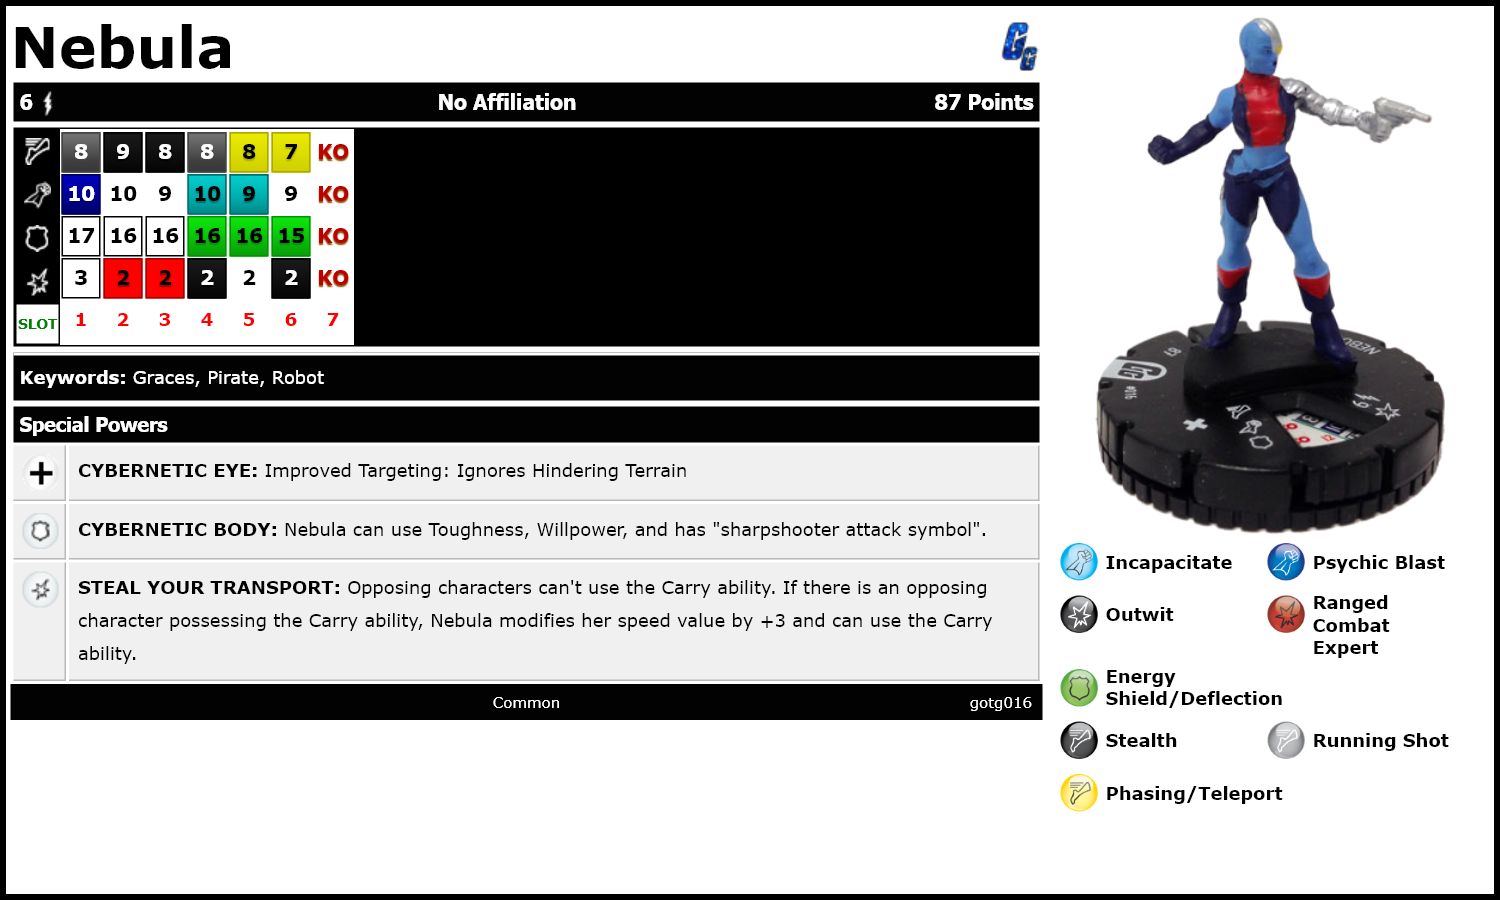 Nebula
GG
6 No Affiliation 87 Points
8 9 8 8 8 7 KO
10 10 9 10 9 9 KO
17 16 16 16 16 15 KO
3 2 2 2 2 2 KO
SLOT 1 2 3 4 5 6 7
Keywords: Graces, Pirate, Robot
Special Powers
CYBERNETIC EYE: Improved Targeting: Ignores Hindering Terrain
CYBERNETIC BODY: Nebula can use Toughness, Willpower, and has "sharpshooter attack symbol".
STEAL YOUR TRANSPORT: Opposing characters can't use the Carry ability. If there is an opposing
character possessing the Carry ability, Nebula modifies her speed value by +3 and can use the Carry
ability.
Common gotg016
87
#016
6
Incapacitate Psychic Blast
Outwit Ranged
Combat
Expert
Energy
Shield/Deflection
Stealth Running Shot
Phasing/Teleport